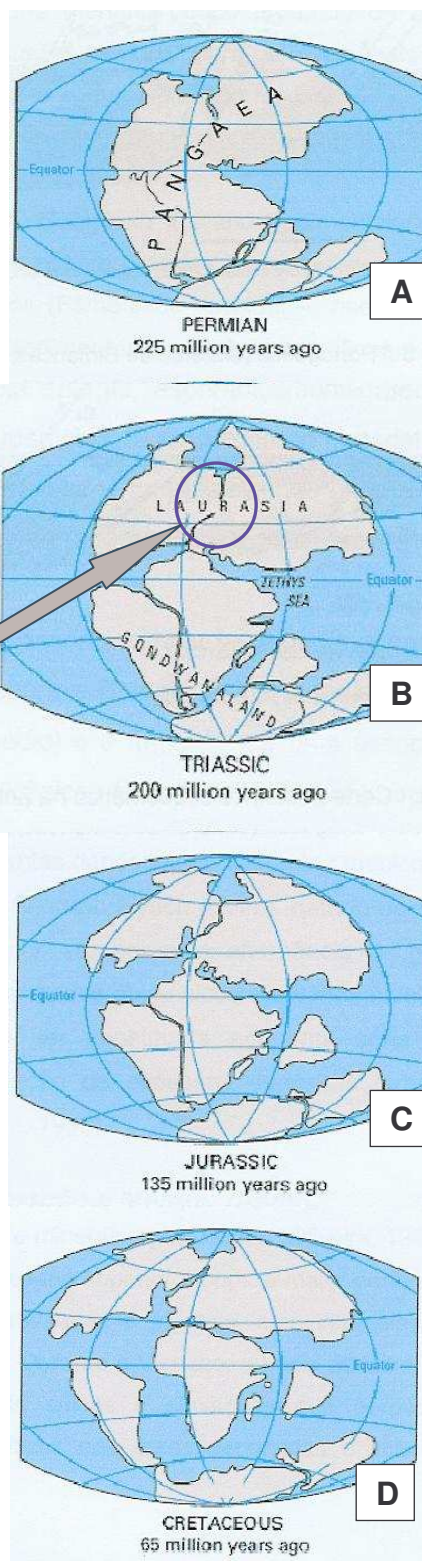 PANGAEA
Equator
A
PERMIAN
225 million years ago
LAURASIA
TETHYS
SEA
Equator
GONDWANALAND
B
TRIASSIC
200 million years ago
Equator
C
JURASSIC
135 million years ago
Equator
D
CRETACEOUS
65 million years ago